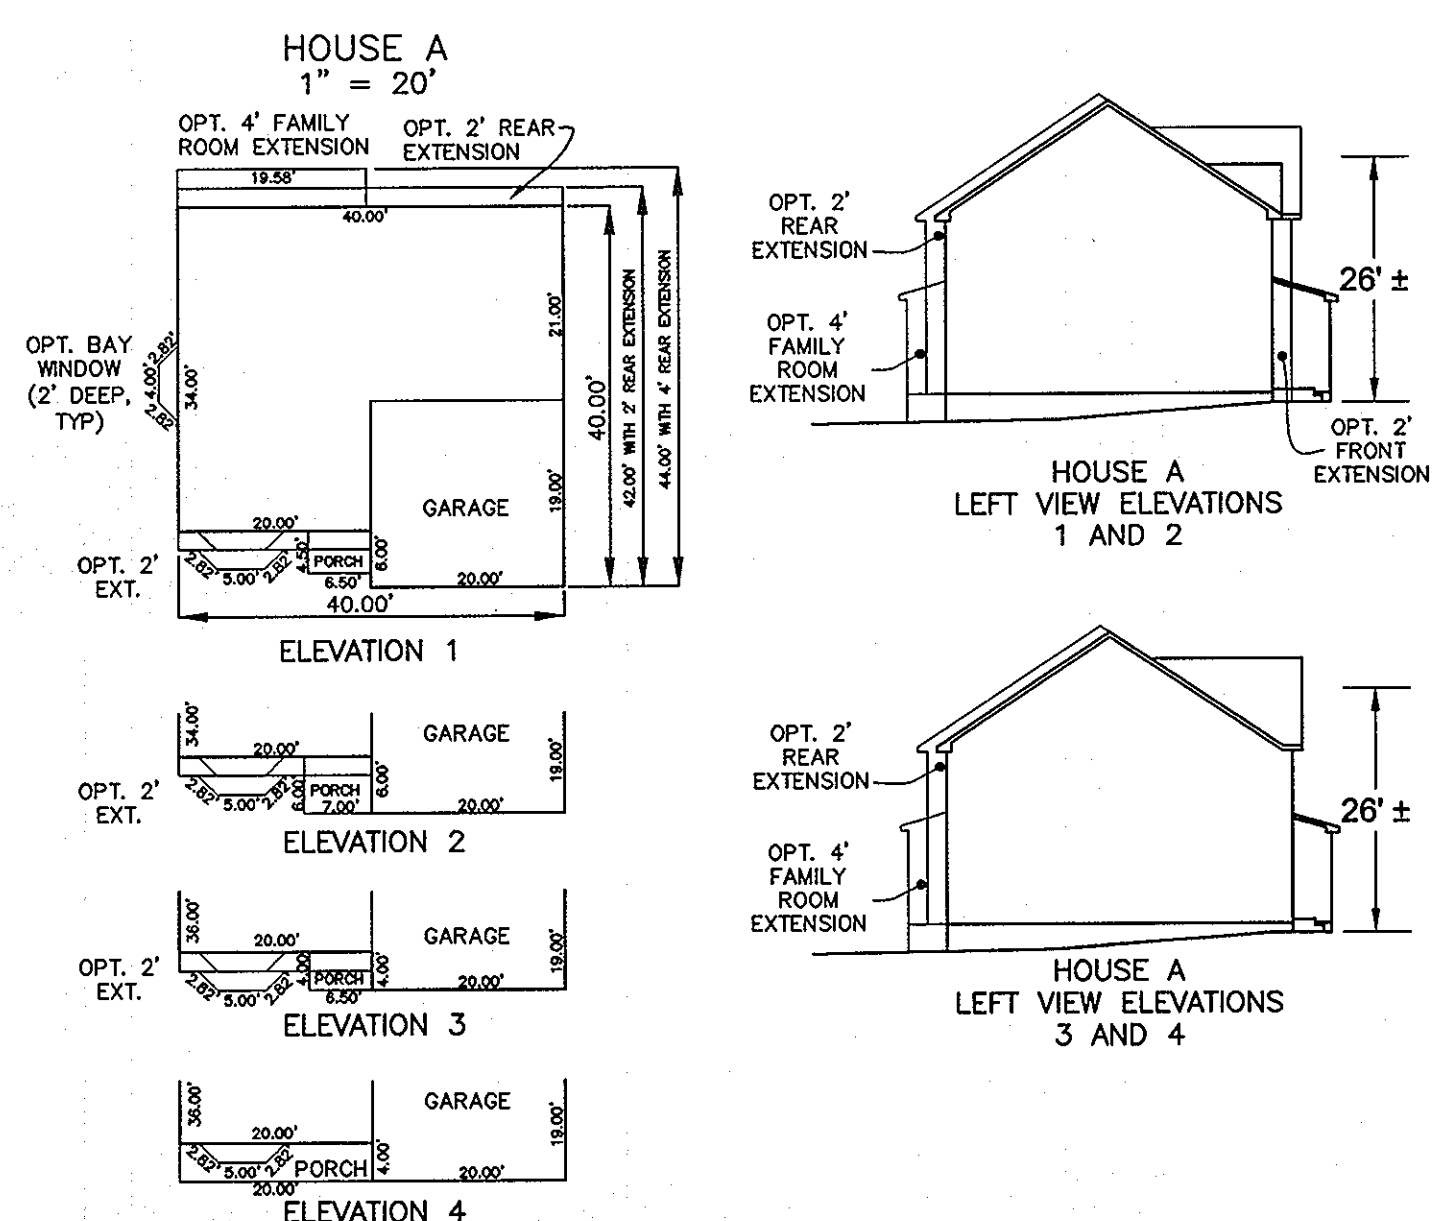 HOUSE A
1" = 20'
OPT. 4' FAMILY
ROOM EXTENSION
OPT. 2' REAR
EXTENSION
19.58'
40.00'
21.00'
OPT. BAY
WINDOW
(2' DEEP,
TYP)
2.82'
4.00'
2.82'
34.00'
40.00'
42.00' WITH 2' REAR EXTENSION
44.00' WITH 4' REAR EXTENSION
19.00'
GARAGE
20.00'
OPT. 2'
EXT.
2.82'
5.00'
2.82'
4.50'
PORCH
6.50'
6.00'
20.00'
40.00'
ELEVATION 1
34.00'
20.00'
GARAGE
19.00'
OPT. 2'
EXT.
2.82'
5.00'
2.82'
6.00'
PORCH
7.00'
6.00'
20.00'
ELEVATION 2
36.00'
20.00'
GARAGE
19.00'
OPT. 2'
EXT.
2.82'
5.00'
2.82'
4.00'
PORCH
6.50'
4.00'
20.00'
ELEVATION 3
36.00'
20.00'
GARAGE
19.00'
2.82'
5.00'
2.82'
PORCH
4.00'
20.00'
20.00'
ELEVATION 4
OPT. 2'
REAR
EXTENSION
26' ±
OPT. 4'
FAMILY
ROOM
EXTENSION
OPT. 2'
FRONT
EXTENSION
HOUSE A
LEFT VIEW ELEVATIONS
1 AND 2
OPT. 2'
REAR
EXTENSION
26' ±
OPT. 4'
FAMILY
ROOM
EXTENSION
HOUSE A
LEFT VIEW ELEVATIONS
3 AND 4